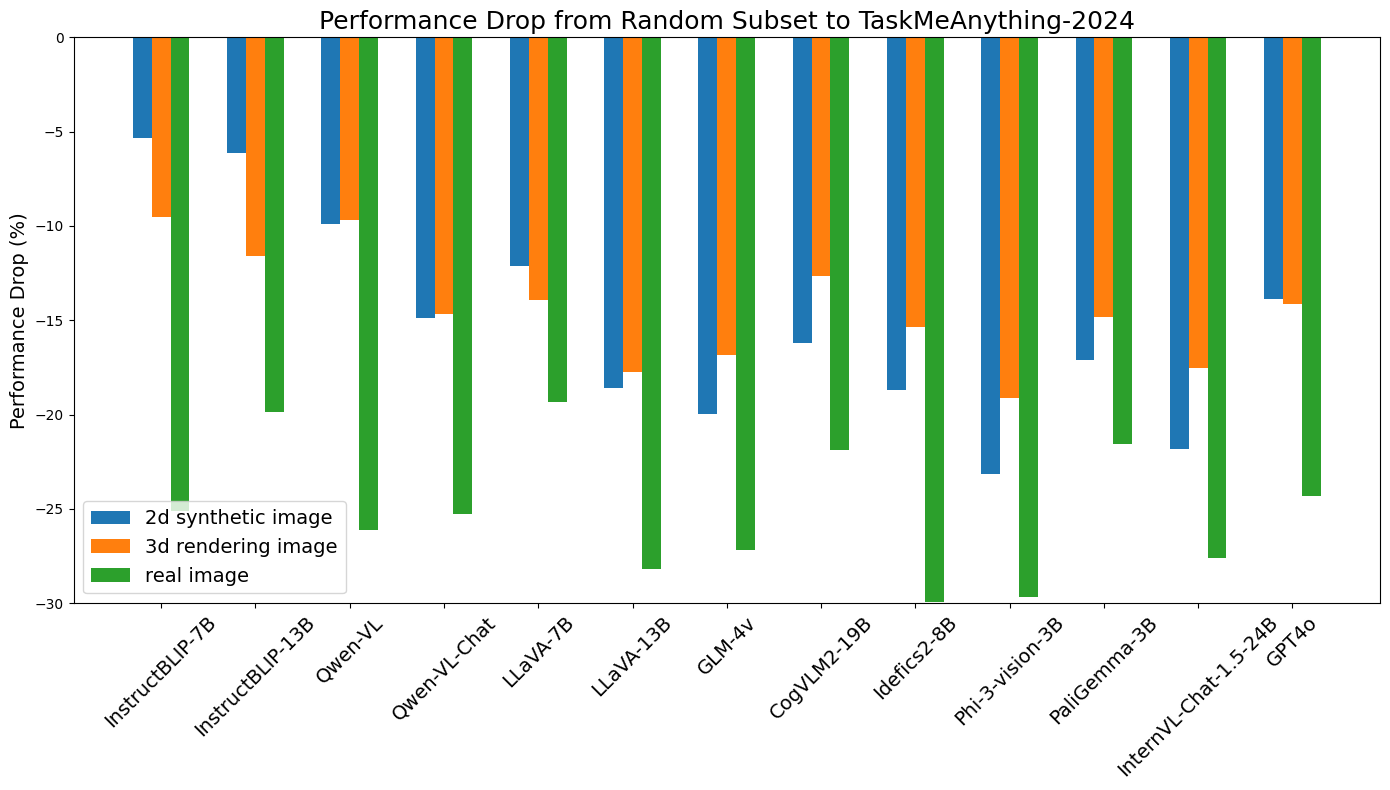 Performance Drop from Random Subset to TaskMeAnything-2024
Performance Drop (%)
0
−5
−10
−15
−20
−25
−30
2d synthetic image
3d rendering image
real image
InstructBLIP-7B
InstructBLIP-13B
Qwen-VL
Qwen-VL-Chat
LLaVA-7B
LLaVA-13B
GLM-4v
CogVLM2-19B
Idefics2-8B
Phi-3-vision-3B
PaliGemma-3B
InternVL-Chat-1.5-24B
GPT4o